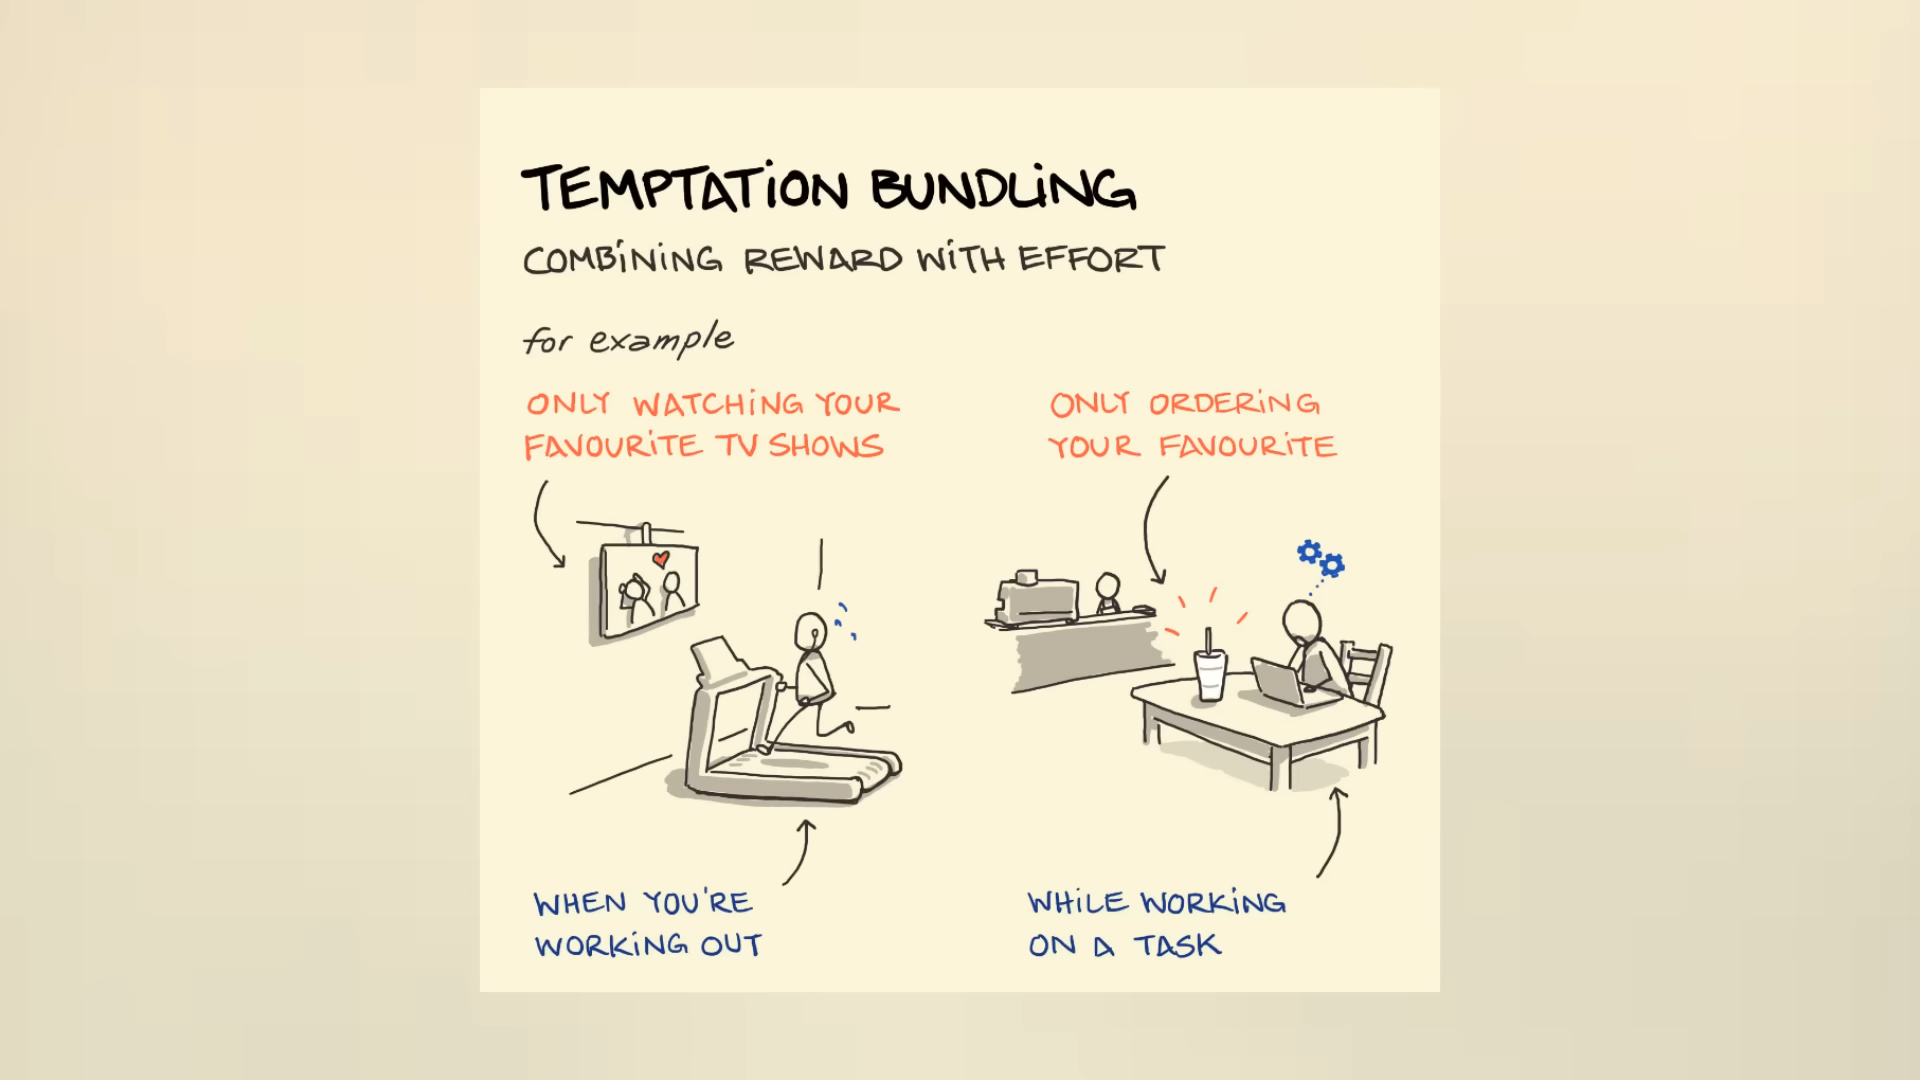 TEMPTATION BUNDLING
COMBINING REWARD WITH EFFORT
for example
ONLY WATCHING YOUR
FAVOURITE TV SHOWS
WHEN YOU'RE
WORKING OUT
ONLY ORDERING
YOUR FAVOURITE
WHILE WORKING
ON A TASK